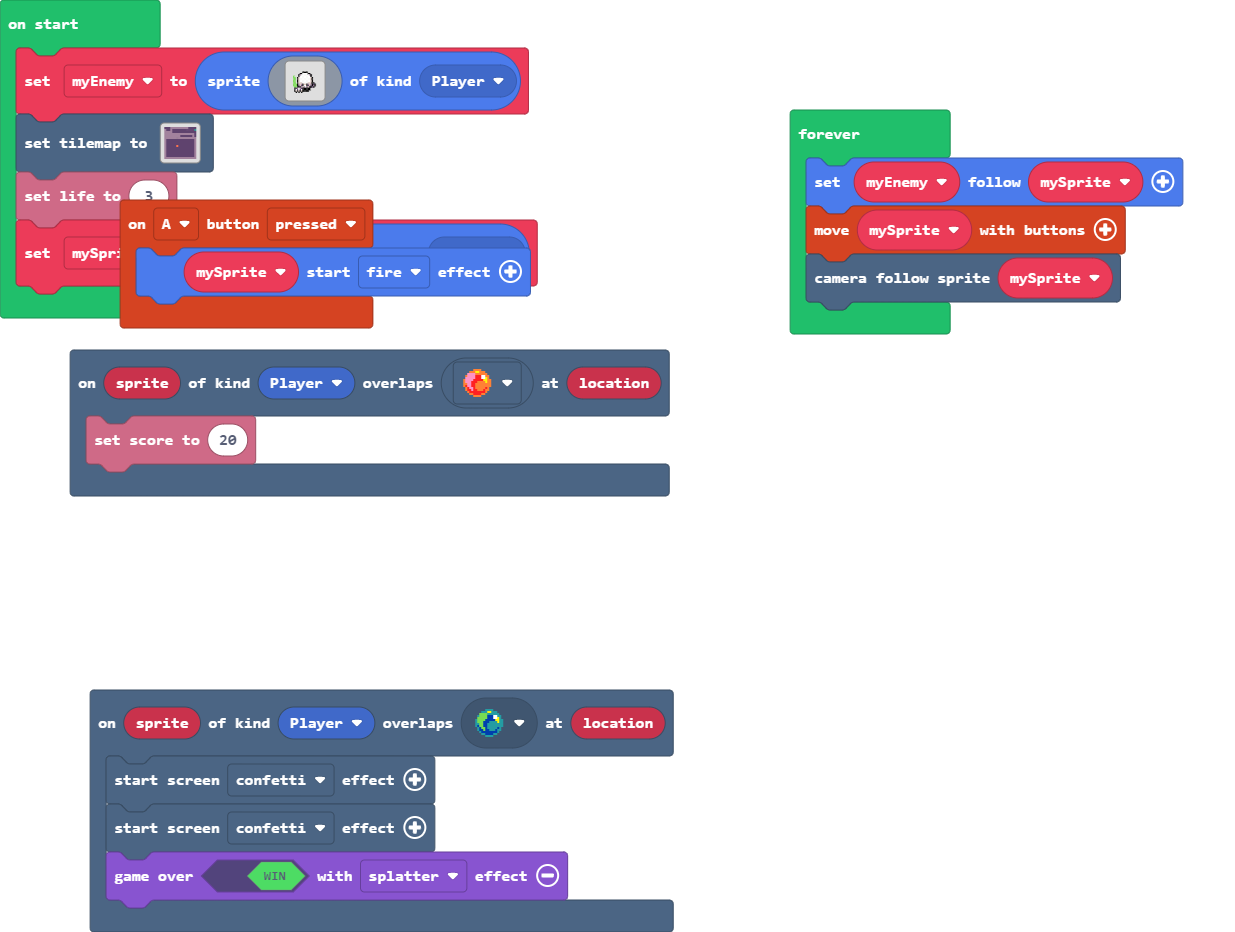 on start
set myEnemy to sprite of kind Player
set tilemap to
set life to 3
set
on A button pressed
mySprite start fire effect
forever
set myEnemy follow mySprite
move mySprite with buttons
camera follow sprite mySprite
on sprite of kind Player overlaps at location
set score to 20
on sprite of kind Player overlaps at location
start screen confetti effect
start screen confetti effect
game over WIN with splatter effect